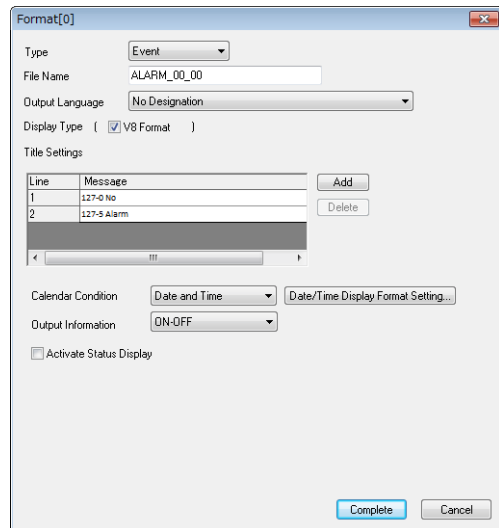 Format[0]
Type Event
File Name ALARM_00_00
Output Language No Designation
Display Type ( V8 Format )
Title Settings
Line Message
1 127-0 No
2 127-5 Alarm
Add
Delete
Calendar Condition Date and Time Date/Time Display Format Setting...
Output Information ON-OFF
Activate Status Display
Complete Cancel